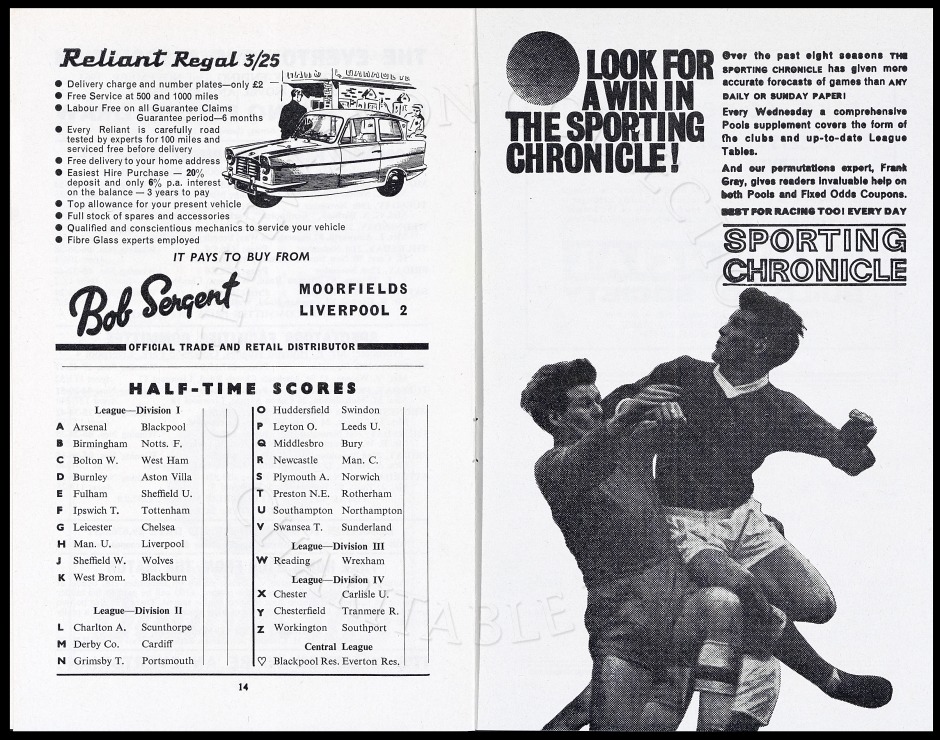 Reliant Regal 3/25
● Delivery charge and number plates—only £2
● Free Service at 500 and 1000 miles
● Labour Free on all Guarantee Claims
Guarantee period—6 months
● Every Reliant is carefully road
tested by experts for 100 miles and
serviced free before delivery
● Free delivery to your home address
● Easiest Hire Purchase — 20%
deposit and only 6% p.a. interest
on the balance — 3 years to pay
● Top allowance for your present vehicle
● Full stock of spares and accessories
● Qualified and conscientious mechanics to service your vehicle
● Fibre Glass experts employed
IT PAYS TO BUY FROM
Bob Sergent
MOORFIELDS
LIVERPOOL 2
OFFICIAL TRADE AND RETAIL DISTRIBUTOR
HALF-TIME SCORES
League—Division I
A Arsenal Blackpool
B Birmingham Notts. F.
C Bolton W. West Ham
D Burnley Aston Villa
E Fulham Sheffield U.
F Ipswich T. Tottenham
G Leicester Chelsea
H Man. U. Liverpool
J Sheffield W. Wolves
K West Brom. Blackburn
League—Division II
L Charlton A. Scunthorpe
M Derby Co. Cardiff
N Grimsby T. Portsmouth
O Huddersfield Swindon
P Leyton O. Leeds U.
Q Middlesbro Bury
R Newcastle Man. C.
S Plymouth A. Norwich
T Preston N.E. Rotherham
U Southampton Northampton
V Swansea T. Sunderland
League—Division III
W Reading Wrexham
League—Division IV
X Chester Carlisle U.
Y Chesterfield Tranmere R.
Z Workington Southport
Central League
♡ Blackpool Res. Everton Res.
14
LOOK FOR
A WIN IN
THE SPORTING
CHRONICLE!
Over the past eight seasons THE
SPORTING CHRONICLE has given more
accurate forecasts of games than ANY
DAILY OR SUNDAY PAPER!
Every Wednesday a comprehensive
Pools supplement covers the form of
the clubs and up-to-date League
Tables.
And our permutations expert, Frank
Gray, gives readers invaluable help on
both Pools and Fixed Odds Coupons.
BEST FOR RACING TOO! EVERY DAY
SPORTING
CHRONICLE